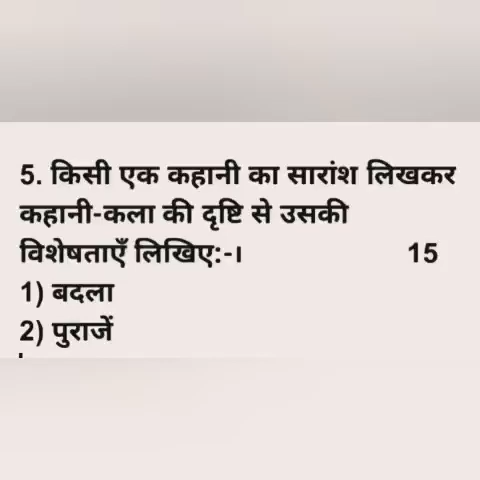 5. किसी एक कहानी का सारांश लिखकर
कहानी-कला की दृष्टि से उसकी
विशेषताएँ लिखिए:-। 15
1) बदला
2) पुराजें